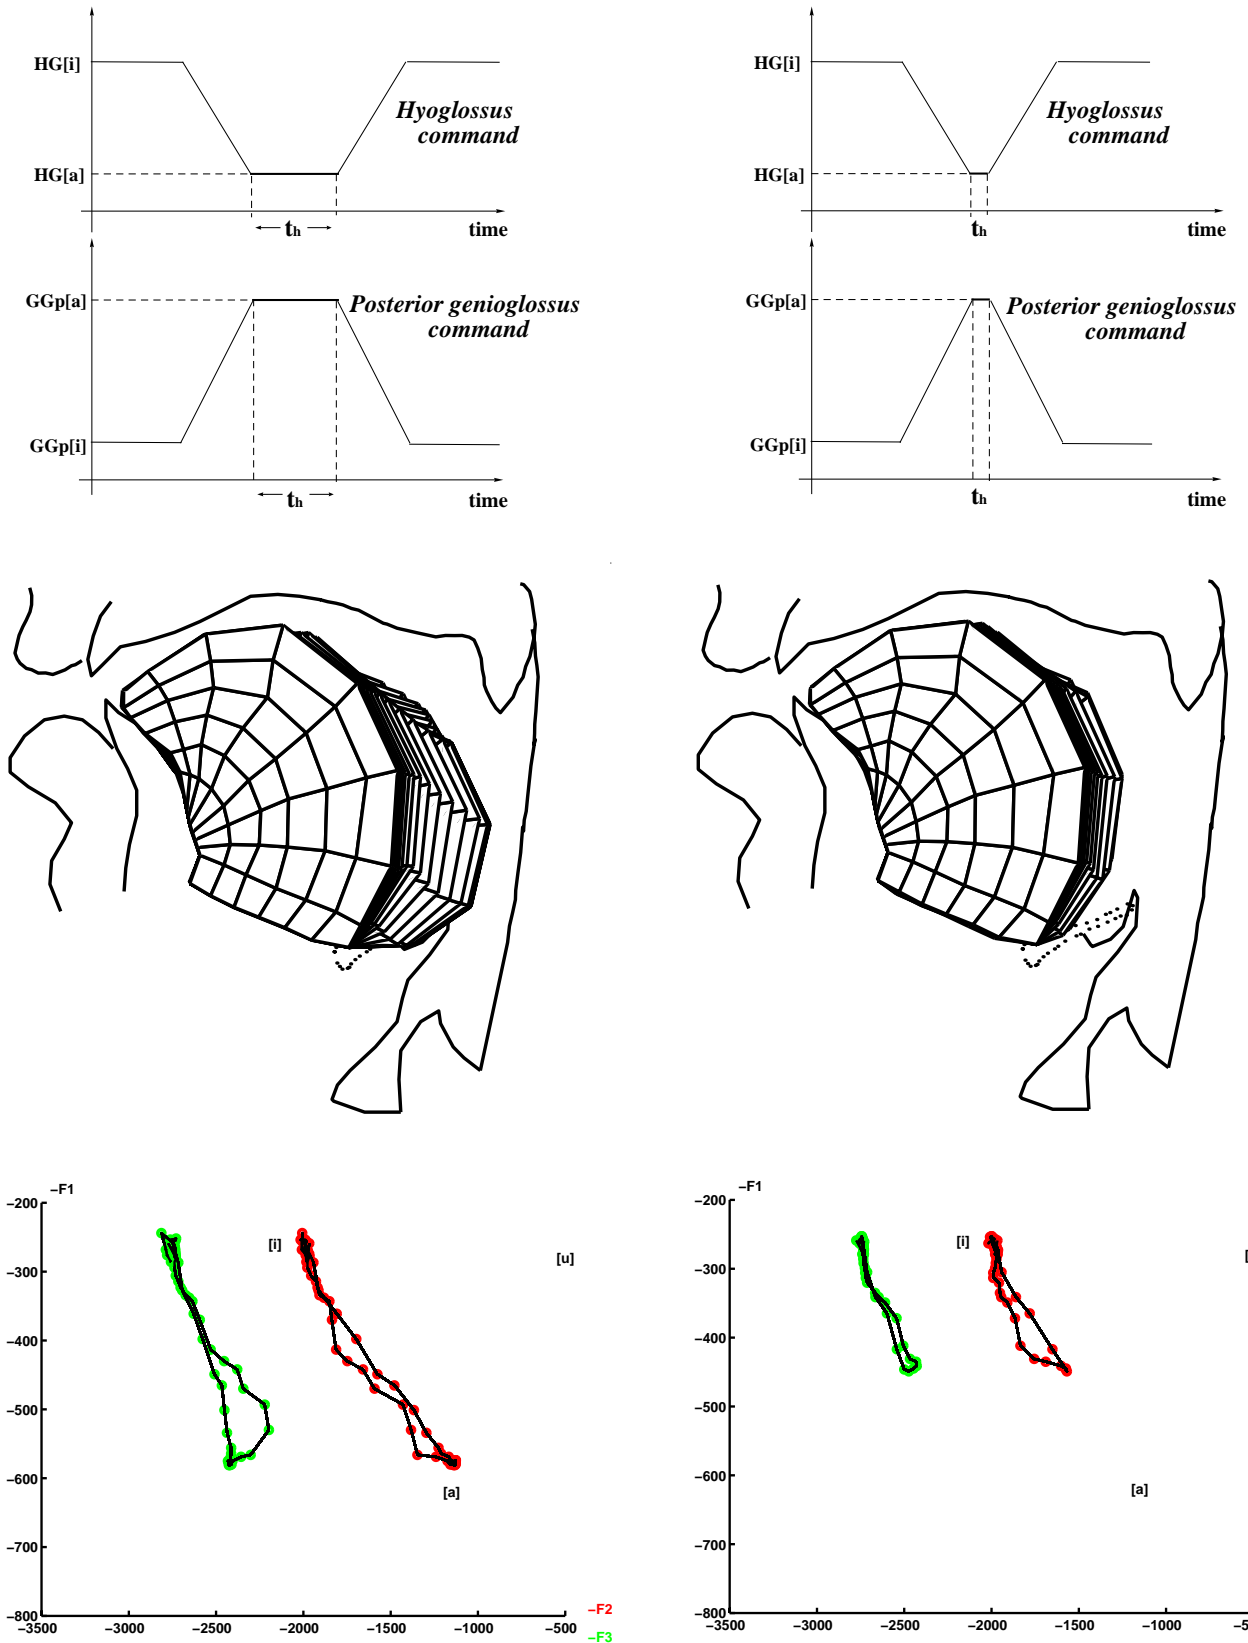 HG[i]
Hyoglossus
command
HG[a]
th
time
GGp[a]
Posterior genioglossus
command
GGp[i]
th
time
HG[i]
Hyoglossus
command
HG[a]
th
time
GGp[a]
Posterior genioglossus
command
GGp[i]
th
time
−F1
−200
−300
−400
−500
−600
−700
−800
[i]
[u]
[a]
−3500 −3000 −2500 −2000 −1500 −1000 −500
−F2
−F3
−F1
−200
−300
−400
−500
−600
−700
−800
[i]
[
[a]
−3500 −3000 −2500 −2000 −1500 −1000